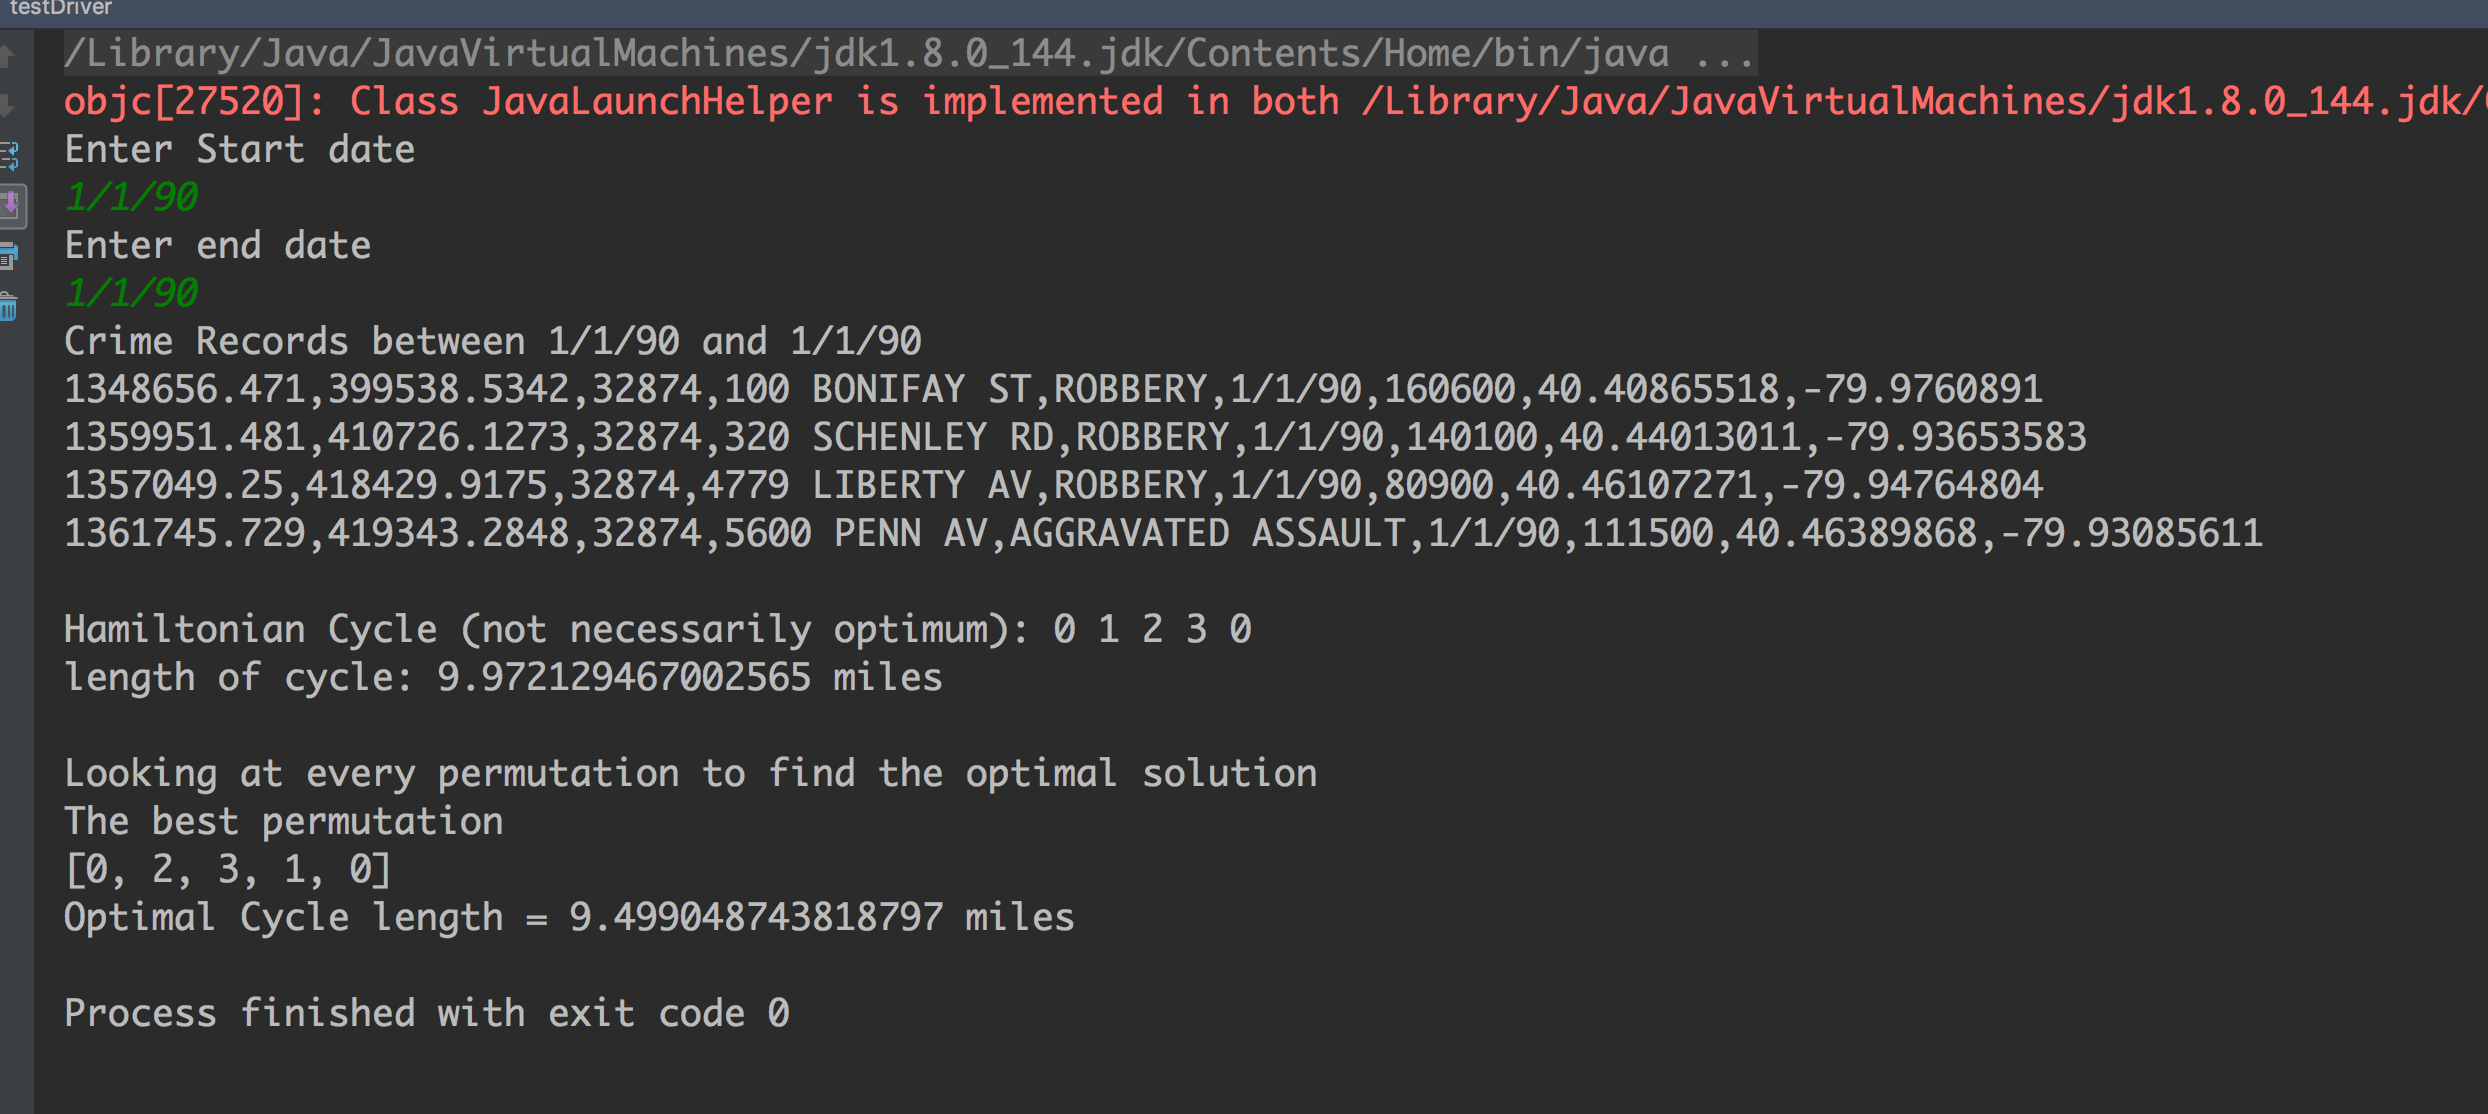 testDriver
/Library/Java/JavaVirtualMachines/jdk1.8.0_144.jdk/Contents/Home/bin/java ...
objc[27520]: Class JavaLaunchHelper is implemented in both /Library/Java/JavaVirtualMachines/jdk1.8.0_144.jdk/
Enter Start date
1/1/90
Enter end date
1/1/90
Crime Records between 1/1/90 and 1/1/90
1348656.471,399538.5342,32874,100 BONIFAY ST,ROBBERY,1/1/90,160600,40.40865518,-79.9760891
1359951.481,410726.1273,32874,320 SCHENLEY RD,ROBBERY,1/1/90,140100,40.44013011,-79.93653583
1357049.25,418429.9175,32874,4779 LIBERTY AV,ROBBERY,1/1/90,80900,40.46107271,-79.94764804
1361745.729,419343.2848,32874,5600 PENN AV,AGGRAVATED ASSAULT,1/1/90,111500,40.46389868,-79.93085611
Hamiltonian Cycle (not necessarily optimum): 0 1 2 3 0
length of cycle: 9.972129467002565 miles
Looking at every permutation to find the optimal solution
The best permutation
[0, 2, 3, 1, 0]
Optimal Cycle length = 9.499048743818797 miles
Process finished with exit code 0